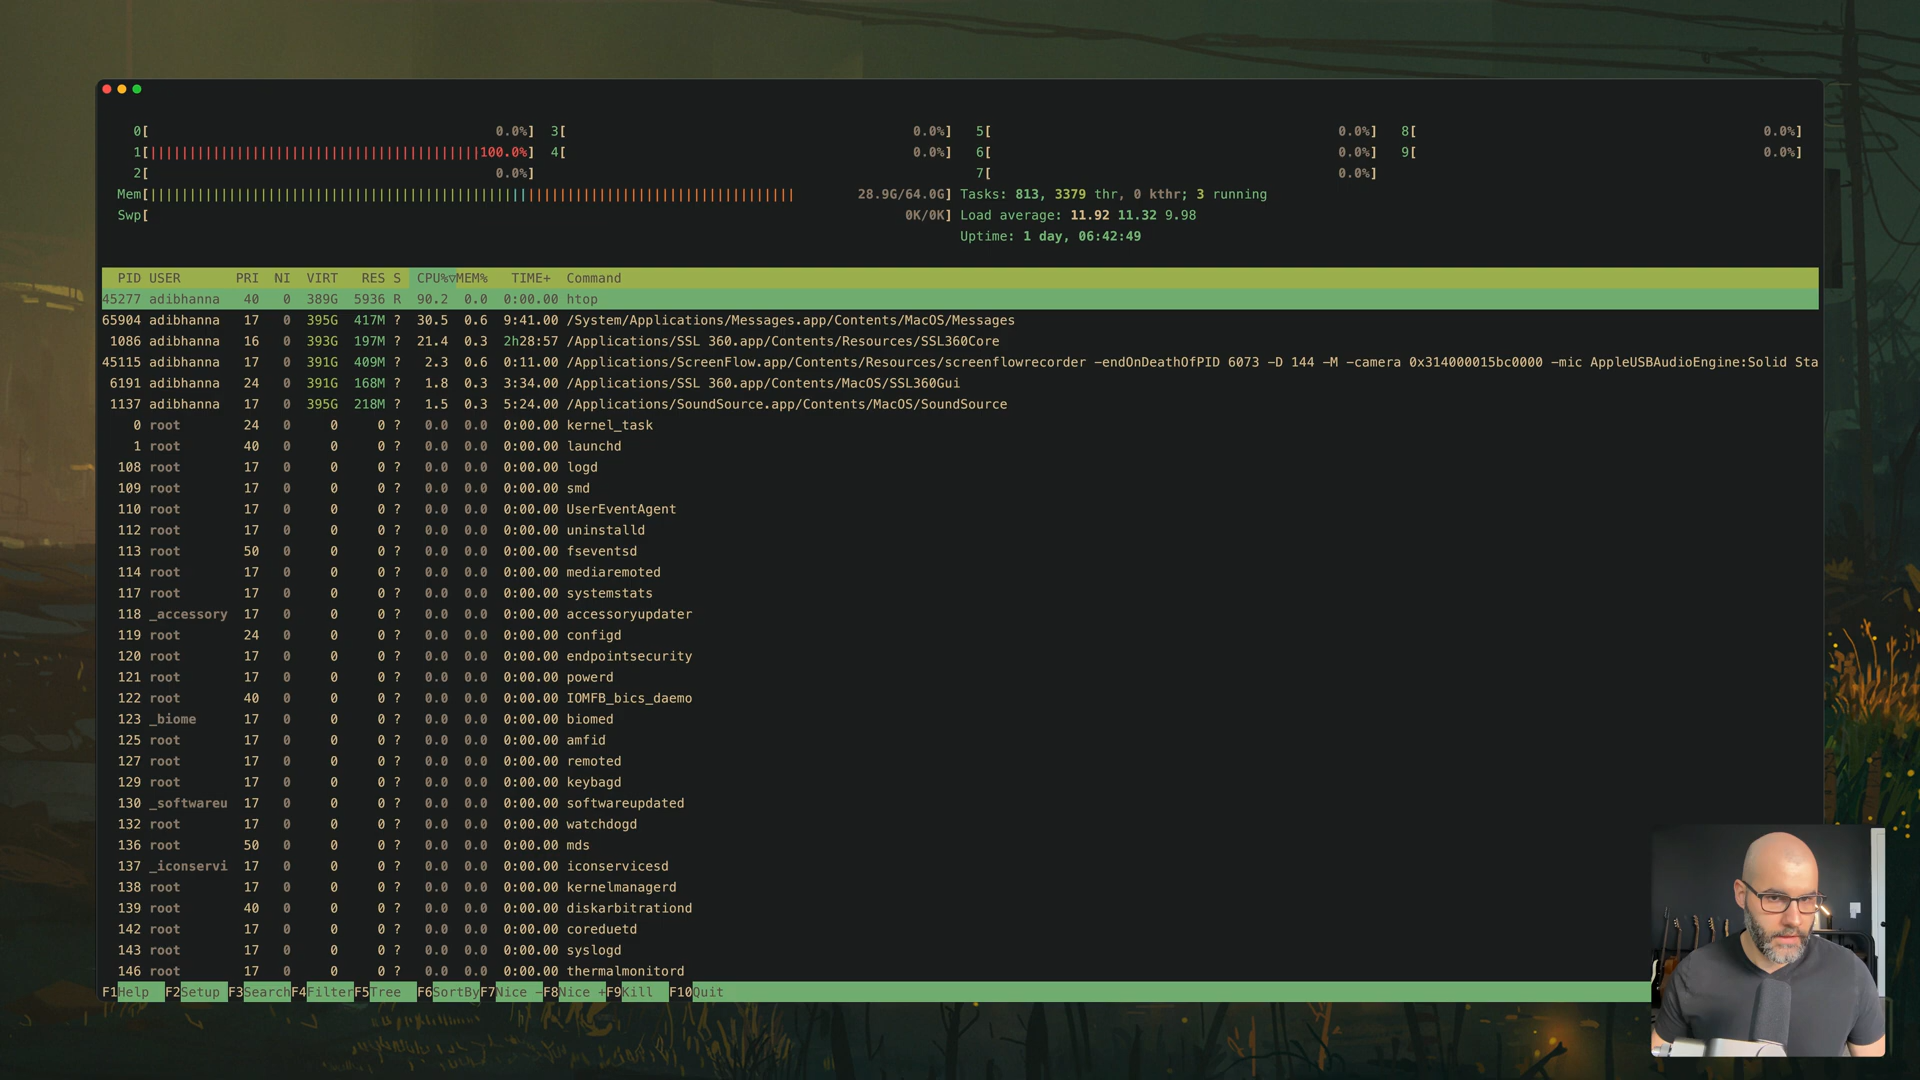 0[ 0.0%] 3[ 0.0%] 5[ 0.0%] 8[ 0.0%]
1[||||||||||||||||||||||||||||||||||||||||||100.0%] 4[ 0.0%] 6[ 0.0%] 9[ 0.0%]
2[ 0.0%] 7[ 0.0%]
Mem[||||||||||||||||||||||||||||||||||||||||||||||||||||||||||||||||||||||||||||||||||28.9G/64.0G] Tasks: 813, 3379 thr, 0 kthr; 3 running
Swp[ 0K/0K] Load average: 11.92 11.32 9.98
Uptime: 1 day, 06:42:49
PID USER PRI NI VIRT RES S CPU%▽MEM% TIME+ Command
45277 adibhanna 40 0 389G 5936 R 90.2 0.0 0:00.00 htop
65904 adibhanna 17 0 395G 417M ? 30.5 0.6 9:41.00 /System/Applications/Messages.app/Contents/MacOS/Messages
1086 adibhanna 16 0 393G 197M ? 21.4 0.3 2h28:57 /Applications/SSL 360.app/Contents/Resources/SSL360Core
45115 adibhanna 17 0 391G 409M ? 2.3 0.6 0:11.00 /Applications/ScreenFlow.app/Contents/Resources/screenflowrecorder -endOnDeathOfPID 6073 -D 144 -M -camera 0x314000015bc0000 -mic AppleUSBAudioEngine:Solid Sta
6191 adibhanna 24 0 391G 168M ? 1.8 0.3 3:34.00 /Applications/SSL 360.app/Contents/MacOS/SSL360Gui
1137 adibhanna 17 0 395G 218M ? 1.5 0.3 5:24.00 /Applications/SoundSource.app/Contents/MacOS/SoundSource
0 root 24 0 0 0 ? 0.0 0.0 0:00.00 kernel_task
1 root 40 0 0 0 ? 0.0 0.0 0:00.00 launchd
108 root 17 0 0 0 ? 0.0 0.0 0:00.00 logd
109 root 17 0 0 0 ? 0.0 0.0 0:00.00 smd
110 root 17 0 0 0 ? 0.0 0.0 0:00.00 UserEventAgent
112 root 17 0 0 0 ? 0.0 0.0 0:00.00 uninstalld
113 root 50 0 0 0 ? 0.0 0.0 0:00.00 fseventsd
114 root 17 0 0 0 ? 0.0 0.0 0:00.00 mediaremoted
117 root 17 0 0 0 ? 0.0 0.0 0:00.00 systemstats
118 _accessory 17 0 0 0 ? 0.0 0.0 0:00.00 accessoryupdater
119 root 24 0 0 0 ? 0.0 0.0 0:00.00 configd
120 root 17 0 0 0 ? 0.0 0.0 0:00.00 endpointsecurity
121 root 17 0 0 0 ? 0.0 0.0 0:00.00 powerd
122 root 40 0 0 0 ? 0.0 0.0 0:00.00 IOMFB_bics_daemo
123 _biome 17 0 0 0 ? 0.0 0.0 0:00.00 biomed
125 root 17 0 0 0 ? 0.0 0.0 0:00.00 amfid
127 root 17 0 0 0 ? 0.0 0.0 0:00.00 remoted
129 root 17 0 0 0 ? 0.0 0.0 0:00.00 keybagd
130 _softwareu 17 0 0 0 ? 0.0 0.0 0:00.00 softwareupdated
132 root 17 0 0 0 ? 0.0 0.0 0:00.00 watchdogd
136 root 50 0 0 0 ? 0.0 0.0 0:00.00 mds
137 _iconservi 17 0 0 0 ? 0.0 0.0 0:00.00 iconservicesd
138 root 17 0 0 0 ? 0.0 0.0 0:00.00 kernelmanagerd
139 root 40 0 0 0 ? 0.0 0.0 0:00.00 diskarbitrationd
142 root 17 0 0 0 ? 0.0 0.0 0:00.00 coreduetd
143 root 17 0 0 0 ? 0.0 0.0 0:00.00 syslogd
146 root 17 0 0 0 ? 0.0 0.0 0:00.00 thermalmonitord
F1Help F2Setup F3SearchF4FilterF5Tree F6SortByF7Nice -F8Nice +F9Kill F10Quit